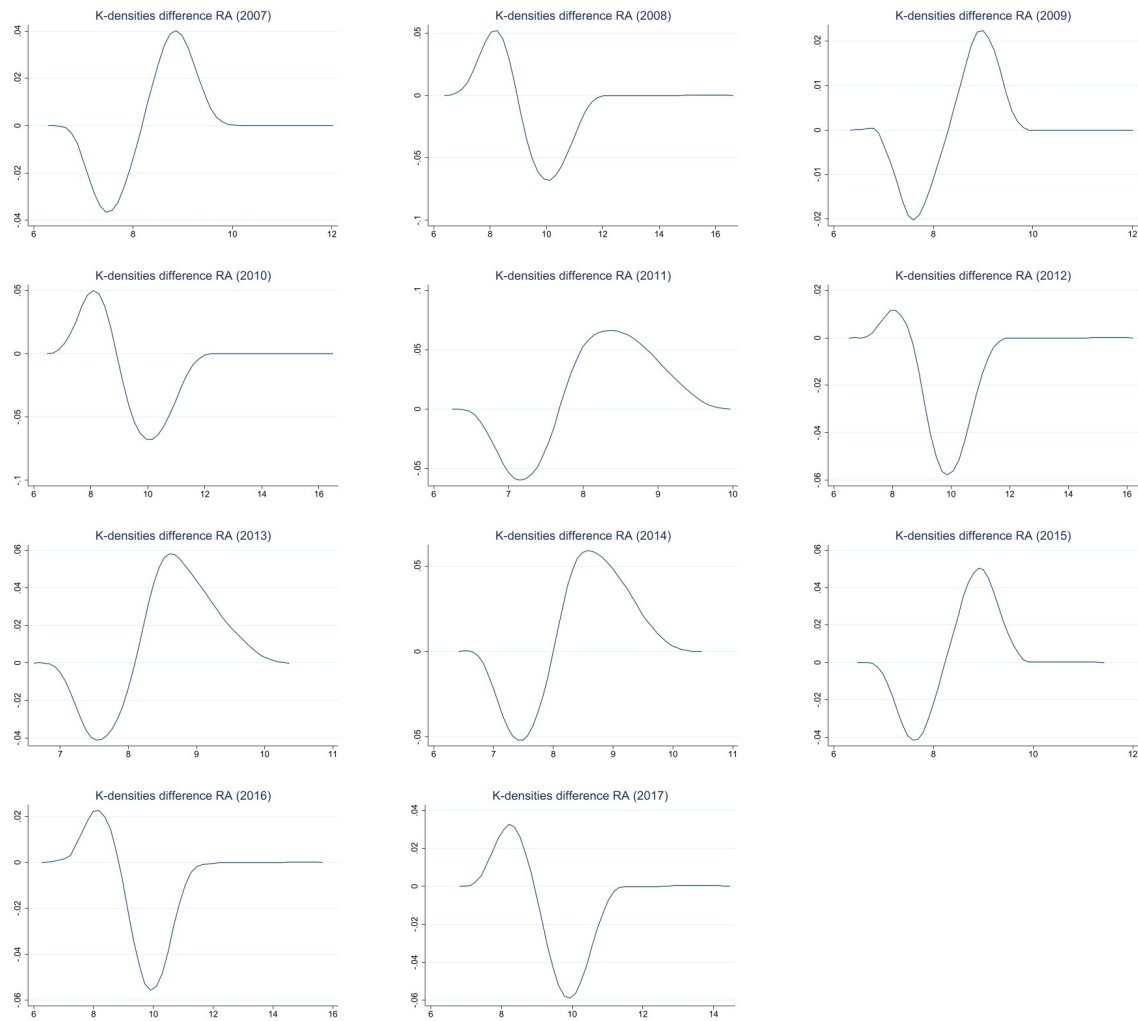 K-densities difference RA (2007)
.04
.02
0
-.02
-.04
6 8 10 12
K-densities difference RA (2008)
.05
0
-.05
-.1
6 8 10 12 14 16
K-densities difference RA (2009)
.02
.01
0
-.01
-.02
6 8 10 12
K-densities difference RA (2010)
.05
0
-.05
-.1
6 8 10 12 14 16
K-densities difference RA (2011)
.1
.05
0
-.05
6 7 8 9 10
K-densities difference RA (2012)
.02
0
-.02
-.04
-.06
6 8 10 12 14 16
K-densities difference RA (2013)
.06
.04
.02
0
-.02
-.04
7 8 9 10 11
K-densities difference RA (2014)
.05
0
-.05
6 7 8 9 10 11
K-densities difference RA (2015)
.06
.04
.02
0
-.02
-.04
6 8 10 12
K-densities difference RA (2016)
.02
0
-.02
-.04
-.06
6 8 10 12 14 16
K-densities difference RA (2017)
.04
.02
0
-.02
-.04
-.06
6 8 10 12 14